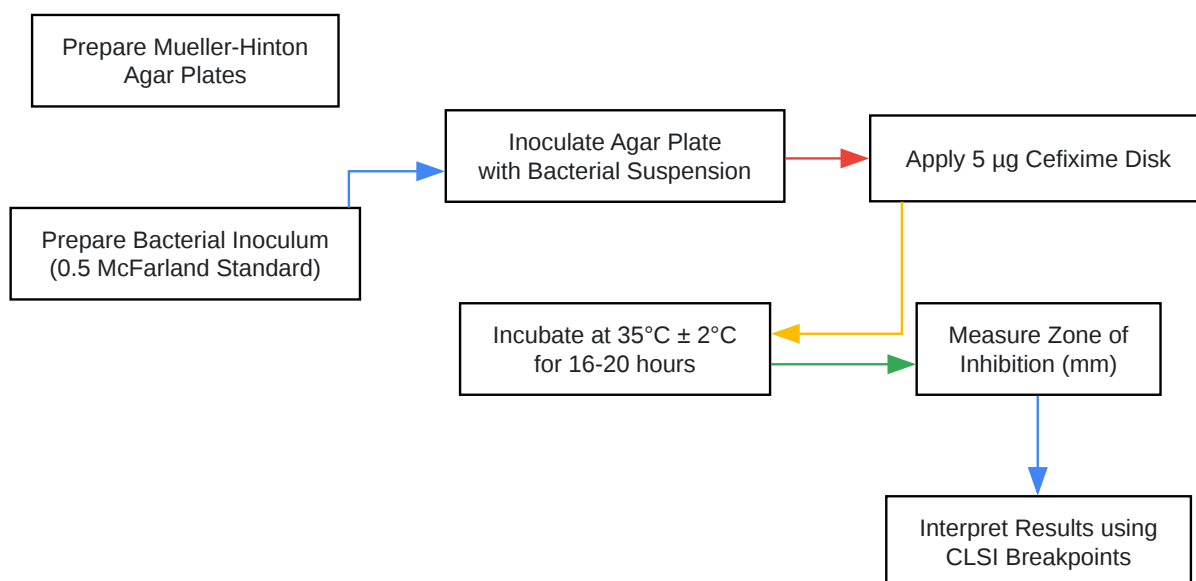 Prepare Mueller-Hinton
Agar Plates
Prepare Bacterial Inoculum
(0.5 McFarland Standard)
Inoculate Agar Plate
with Bacterial Suspension
Apply 5 µg Cefixime Disk
Incubate at 35°C ± 2°C
for 16-20 hours
Measure Zone of
Inhibition (mm)
Interpret Results using
CLSI Breakpoints